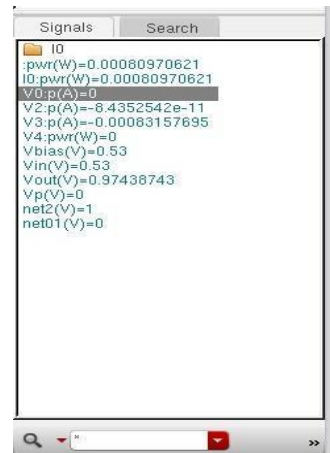 Signals Search
I0
:pwr(W)=0.00080970621
I0:pwr(W)=0.00080970621
V0:p(A)=0
V2:p(A)=-8.4352542e-11
V3:p(A)=-0.00083157695
V4:pwr(W)=0
Vbias(V)=0.53
Vin(V)=0.53
Vout(V)=0.97438743
Vp(V)=0
net2(V)=1
net01(V)=0
* »